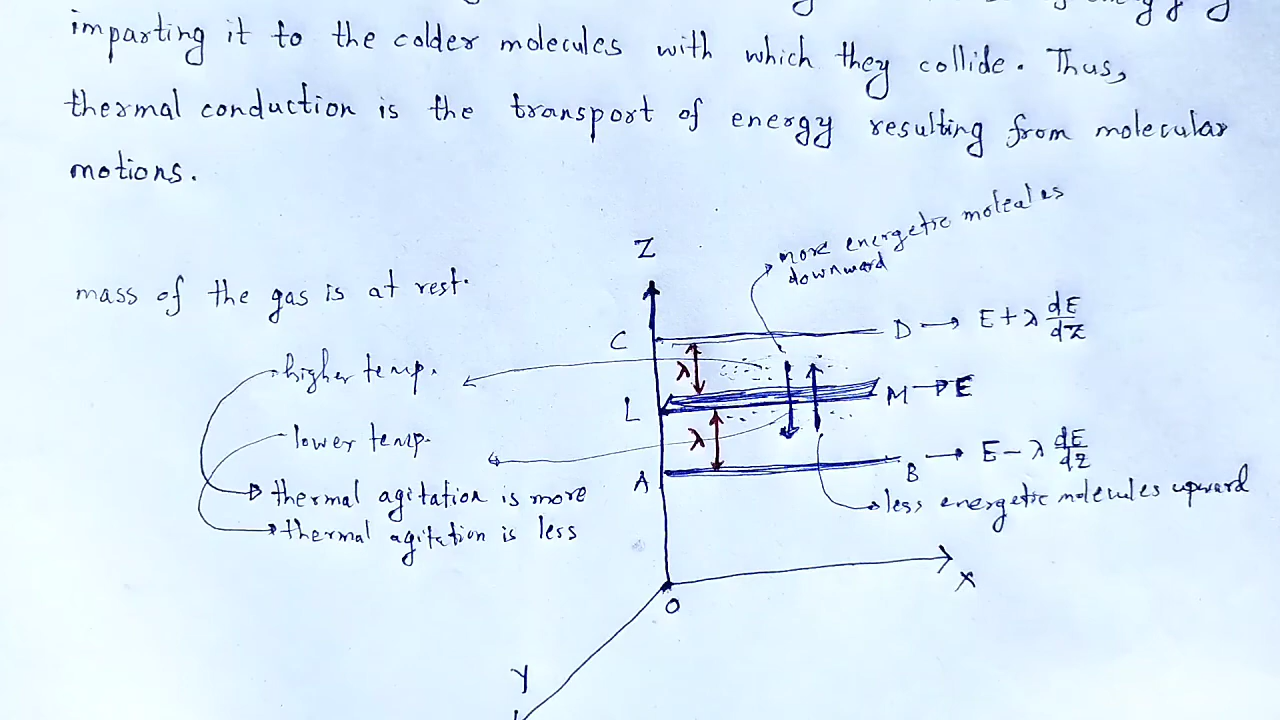 imparting it to the colder molecules with which they collide. Thus,
thermal conduction is the transport of energy resulting from molecular
motions.
more energetic molecules
downward
Z
mass of the gas is at rest.
C
D → E + λ dE/dz
higher temp.
λ
L
M → E
lower temp.
λ
A
B → E - λ dE/dz
thermal agitation is more
less energetic molecules upward
thermal agitation is less
X
O
Y